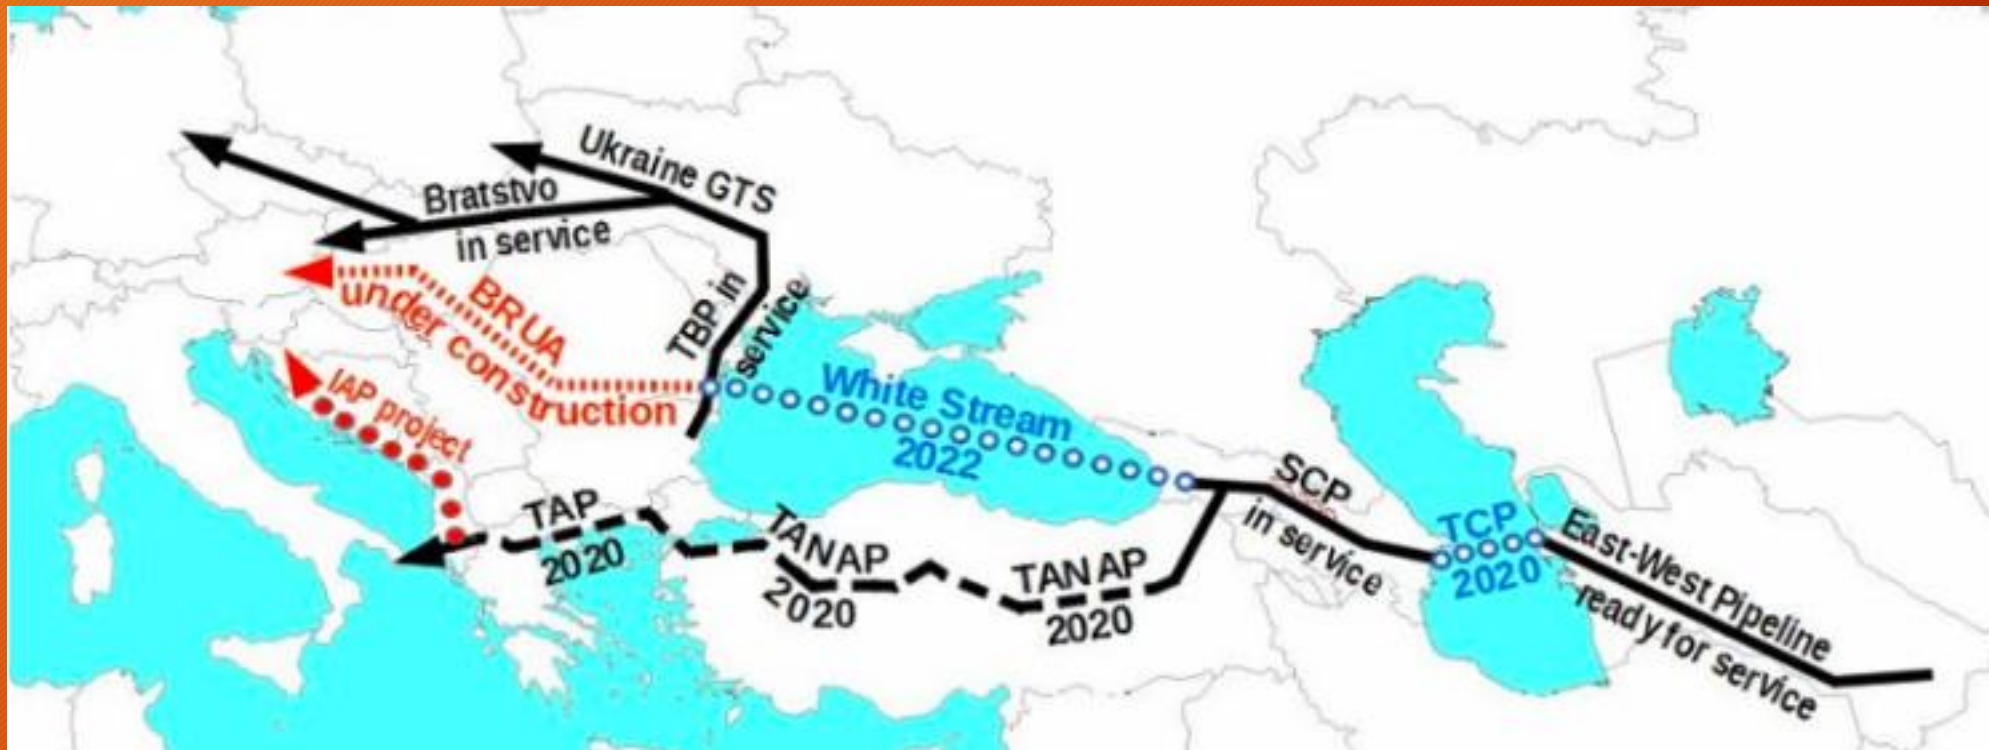 Ukraine GTS
Bratstvo
in service
BRUA
under construction
TBP in
service
IAP project
White Stream
2022
TAP
2020
TANAP
2020
TANAP
2020
SCP
in service
TCP
2020
East-West Pipeline
ready for service